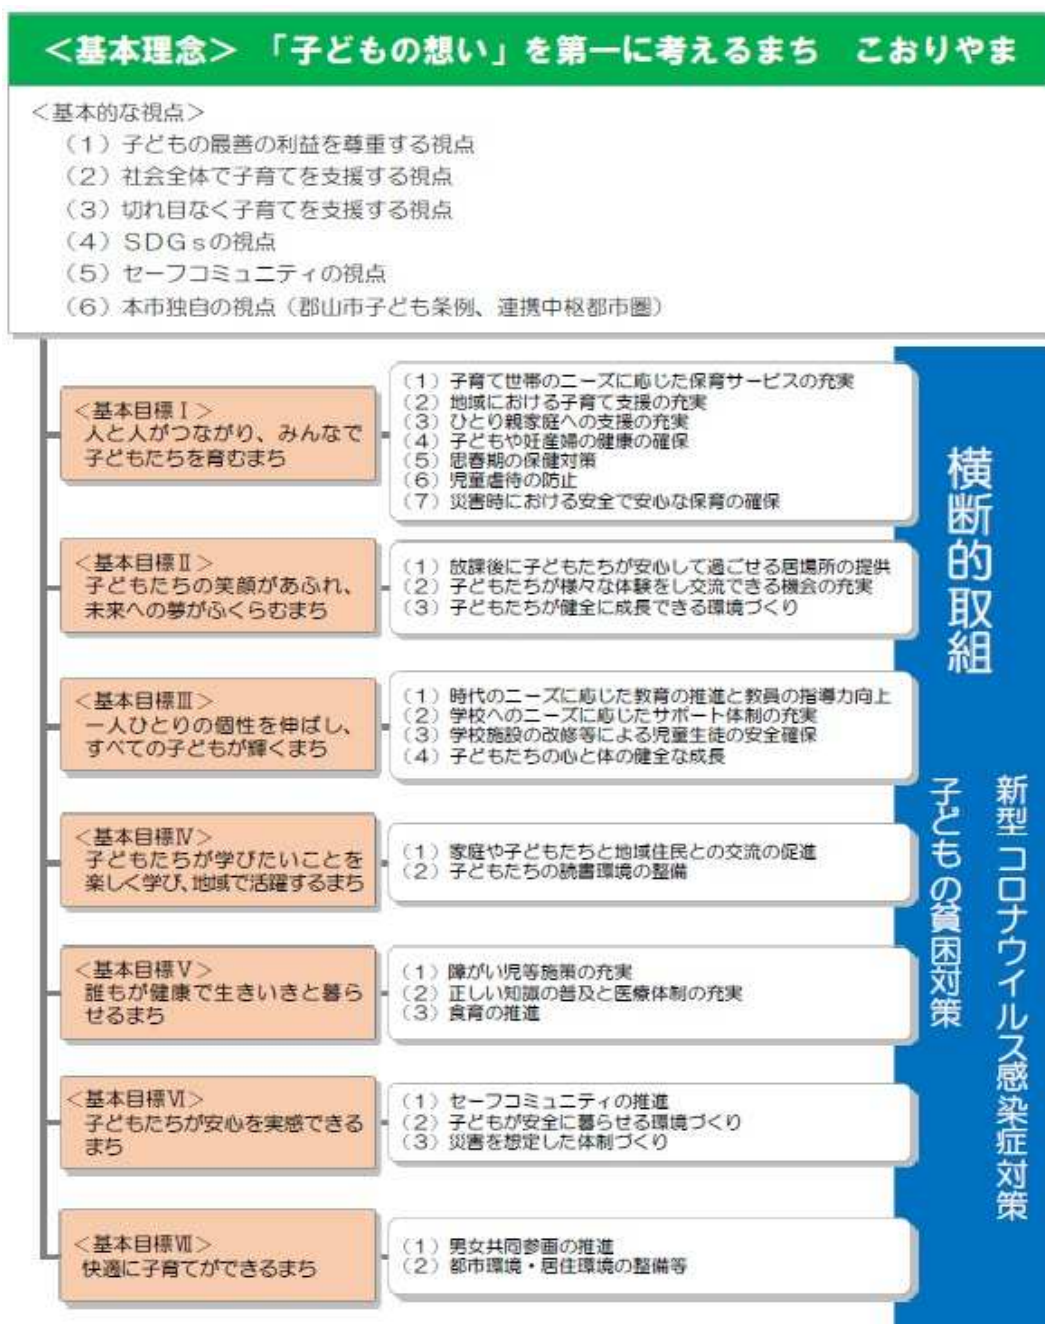 ＜基本理念＞ 「子どもの想い」を第一に考えるまち　こおりやま
＜基本的な視点＞
（１）子どもの最善の利益を尊重する視点
（２）社会全体で子育てを支援する視点
（３）切れ目なく子育てを支援する視点
（４）ＳＤＧｓの視点
（５）セーフコミュニティの視点
（６）本市独自の視点（郡山市子ども条例、連携中枢都市圏）
＜基本目標Ⅰ＞
人と人がつながり、みんなで
子どもたちを育むまち
（１）子育て世帯のニーズに応じた保育サービスの充実
（２）地域における子育て支援の充実
（３）ひとり親家庭への支援の充実
（４）子どもや妊産婦の健康の確保
（５）思春期の保健対策
（６）児童虐待の防止
（７）災害時における安全で安心な保育の確保
＜基本目標Ⅱ＞
子どもたちの笑顔があふれ、
未来への夢がふくらむまち
（１）放課後に子どもたちが安心して過ごせる居場所の提供
（２）子どもたちが様々な体験をし交流できる機会の充実
（３）子どもたちが健全に成長できる環境づくり
＜基本目標Ⅲ＞
一人ひとりの個性を伸ばし、
すべての子どもが輝くまち
（１）時代のニーズに応じた教育の推進と教員の指導力向上
（２）学校へのニーズに応じたサポート体制の充実
（３）学校施設の改修等による児童生徒の安全確保
（４）子どもたちの心と体の健全な成長
＜基本目標Ⅳ＞
子どもたちが学びたいことを
楽しく学び、地域で活躍するまち
（１）家庭や子どもたちと地域住民との交流の促進
（２）子どもたちの読書環境の整備
＜基本目標Ⅴ＞
誰もが健康で生きいきと暮ら
せるまち
（１）障がい児等施策の充実
（２）正しい知識の普及と医療体制の充実
（３）食育の推進
＜基本目標Ⅵ＞
子どもたちが安心を実感できる
まち
（１）セーフコミュニティの推進
（２）子どもが安全に暮らせる環境づくり
（３）災害を想定した体制づくり
＜基本目標Ⅶ＞
快適に子育てができるまち
（１）男女共同参画の推進
（２）都市環境・居住環境の整備等
横断的取組
新型コロナウイルス感染症対策
子どもの貧困対策